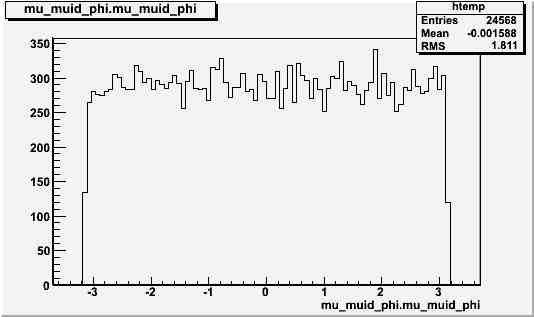 mu_muid_phi.mu_muid_phi
htemp
Entries 24568
Mean -0.001588
RMS 1.811
350
300
250
200
150
100
50
0
-3 -2 -1 0 1 2 3
mu_muid_phi.mu_muid_phi